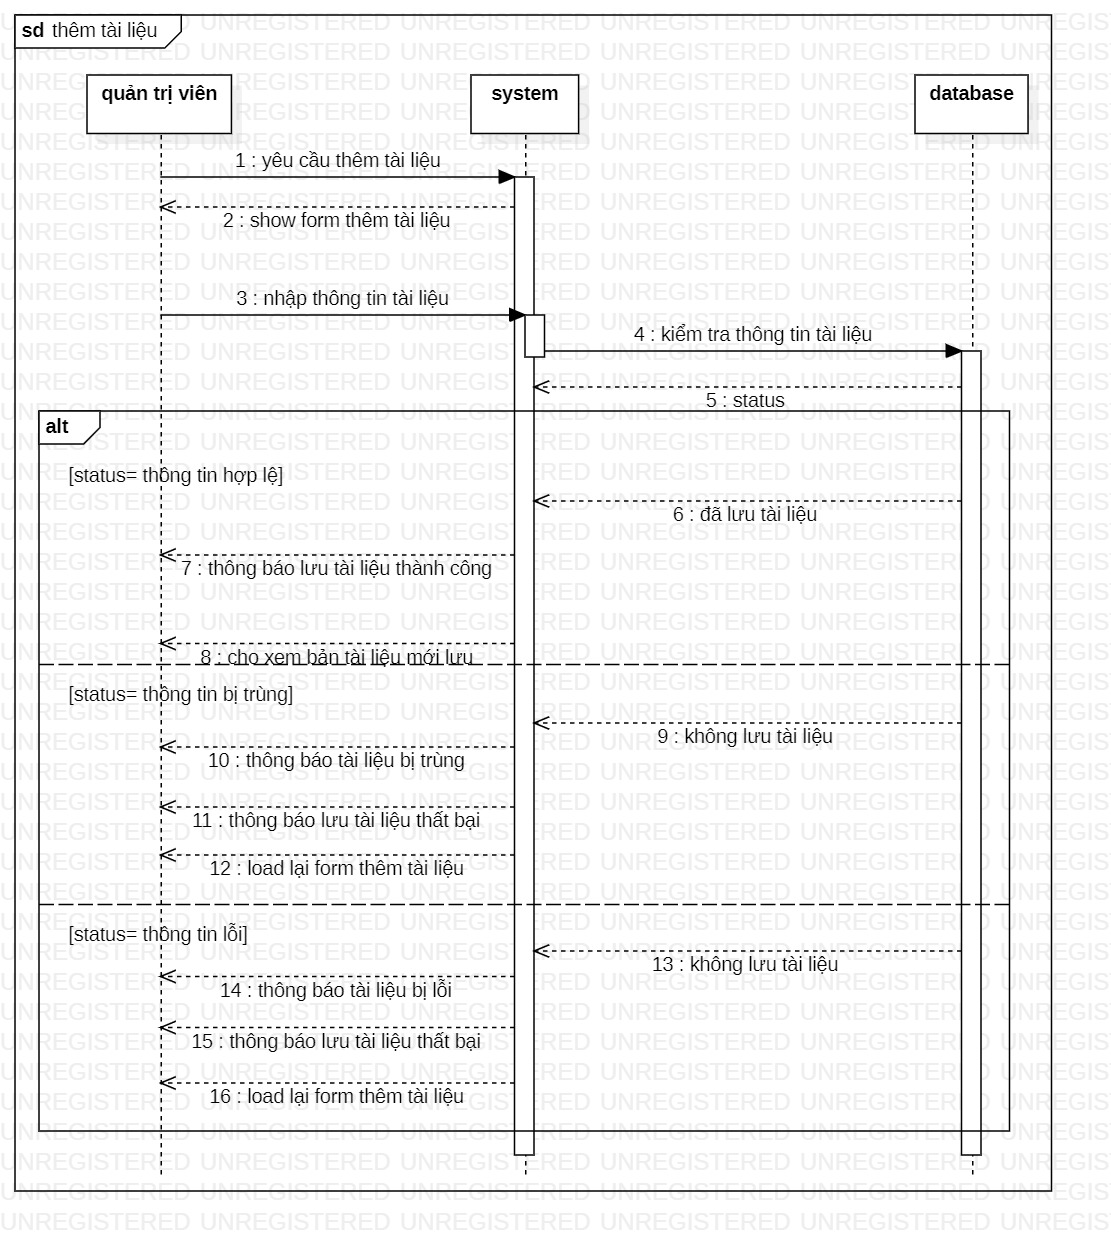 sd thêm tài liệu
quản trị viên
system
database
1 : yêu cầu thêm tài liệu
2 : show form thêm tài liệu
3 : nhập thông tin tài liệu
4 : kiểm tra thông tin tài liệu
5 : status
alt
[status= thông tin hợp lệ]
6 : đã lưu tài liệu
7 : thông báo lưu tài liệu thành công
8 : cho xem bản tài liệu mới lưu
[status= thông tin bị trùng]
9 : không lưu tài liệu
10 : thông báo tài liệu bị trùng
11 : thông báo lưu tài liệu thất bại
12 : load lại form thêm tài liệu
[status= thông tin lỗi]
13 : không lưu tài liệu
14 : thông báo tài liệu bị lỗi
15 : thông báo lưu tài liệu thất bại
16 : load lại form thêm tài liệu
UNREGISTERED